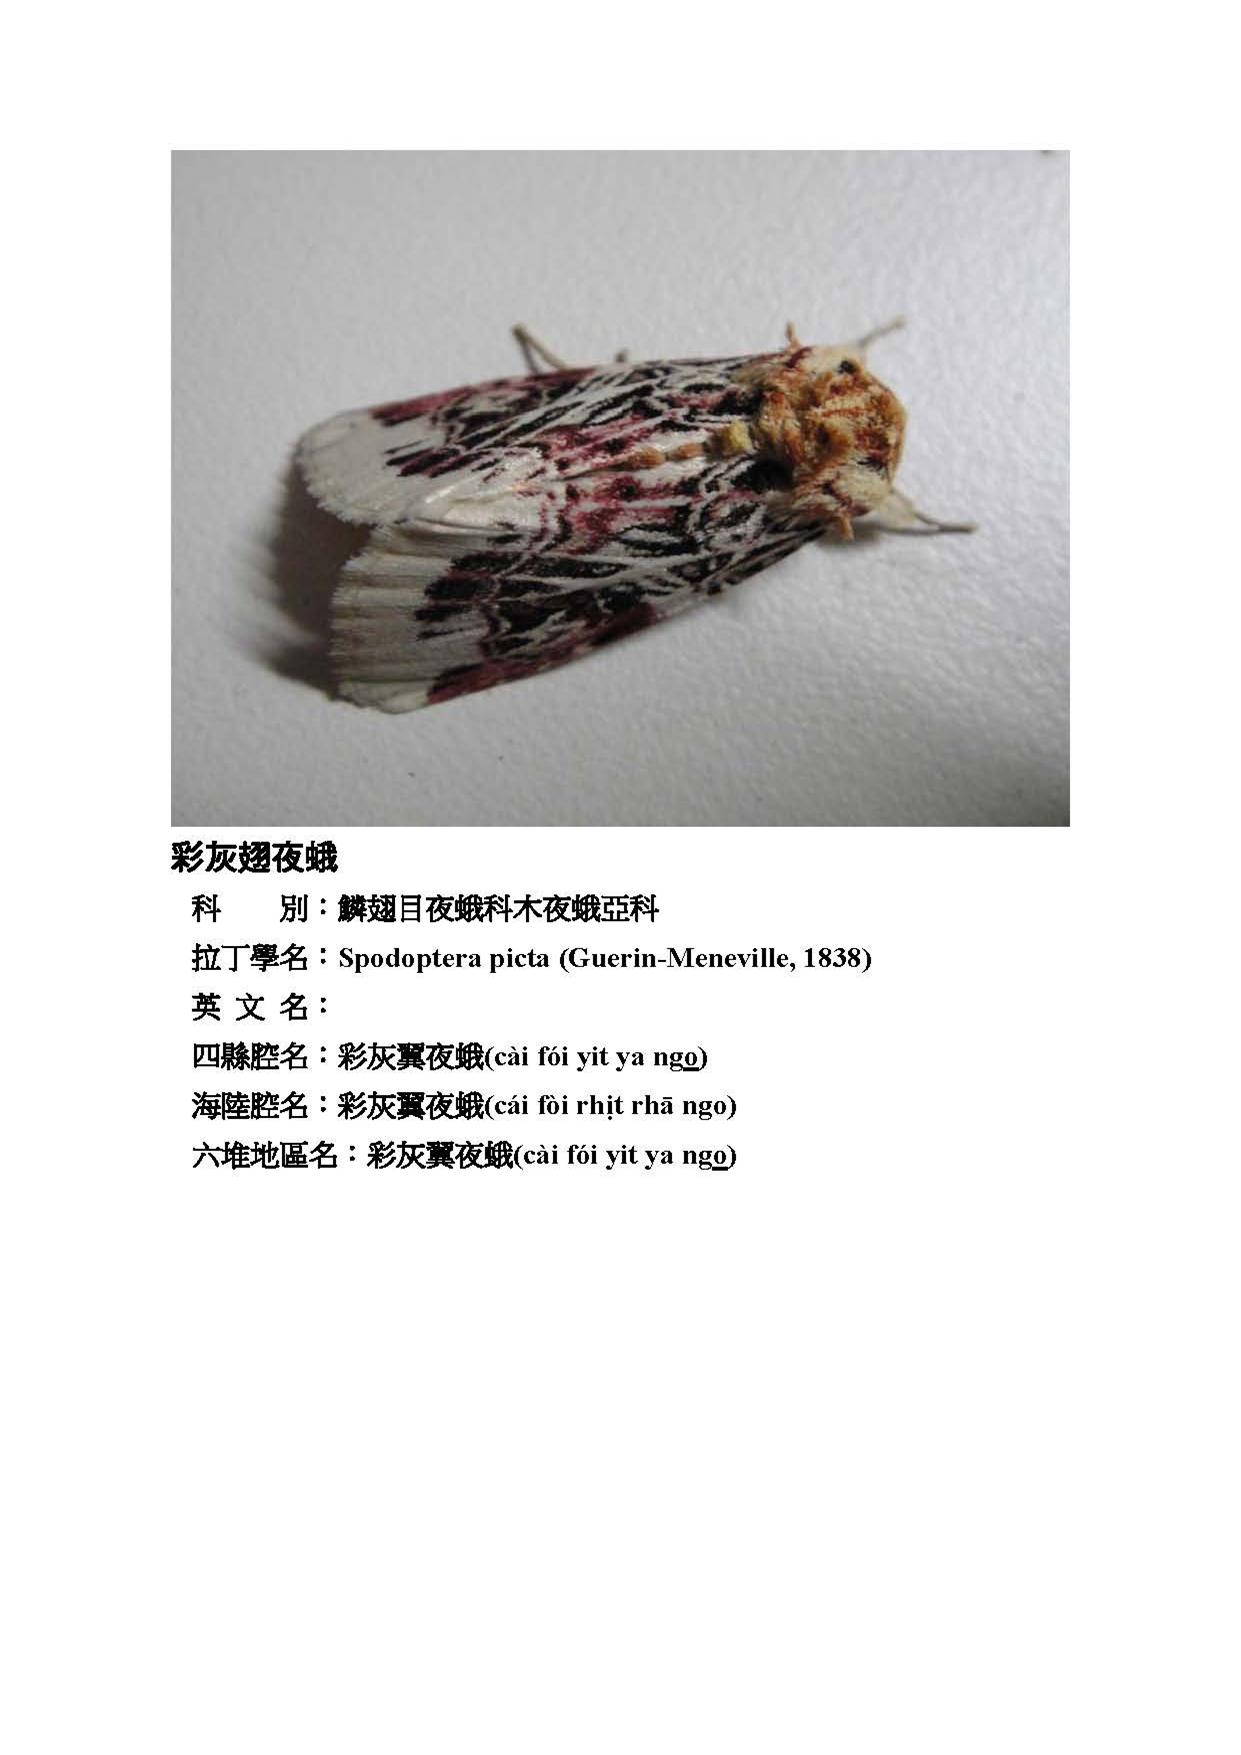 彩灰翅夜蛾
科　　別：鱗翅目夜蛾科木夜蛾亞科
拉丁學名：Spodoptera picta (Guerin-Meneville, 1838)
英 文 名：
四縣腔名：彩灰翼夜蛾(cài fói yit ya ngo)
海陸腔名：彩灰翼夜蛾(cái fòi rhịt rhā ngo)
六堆地區名：彩灰翼夜蛾(cài fói yit ya ngo)